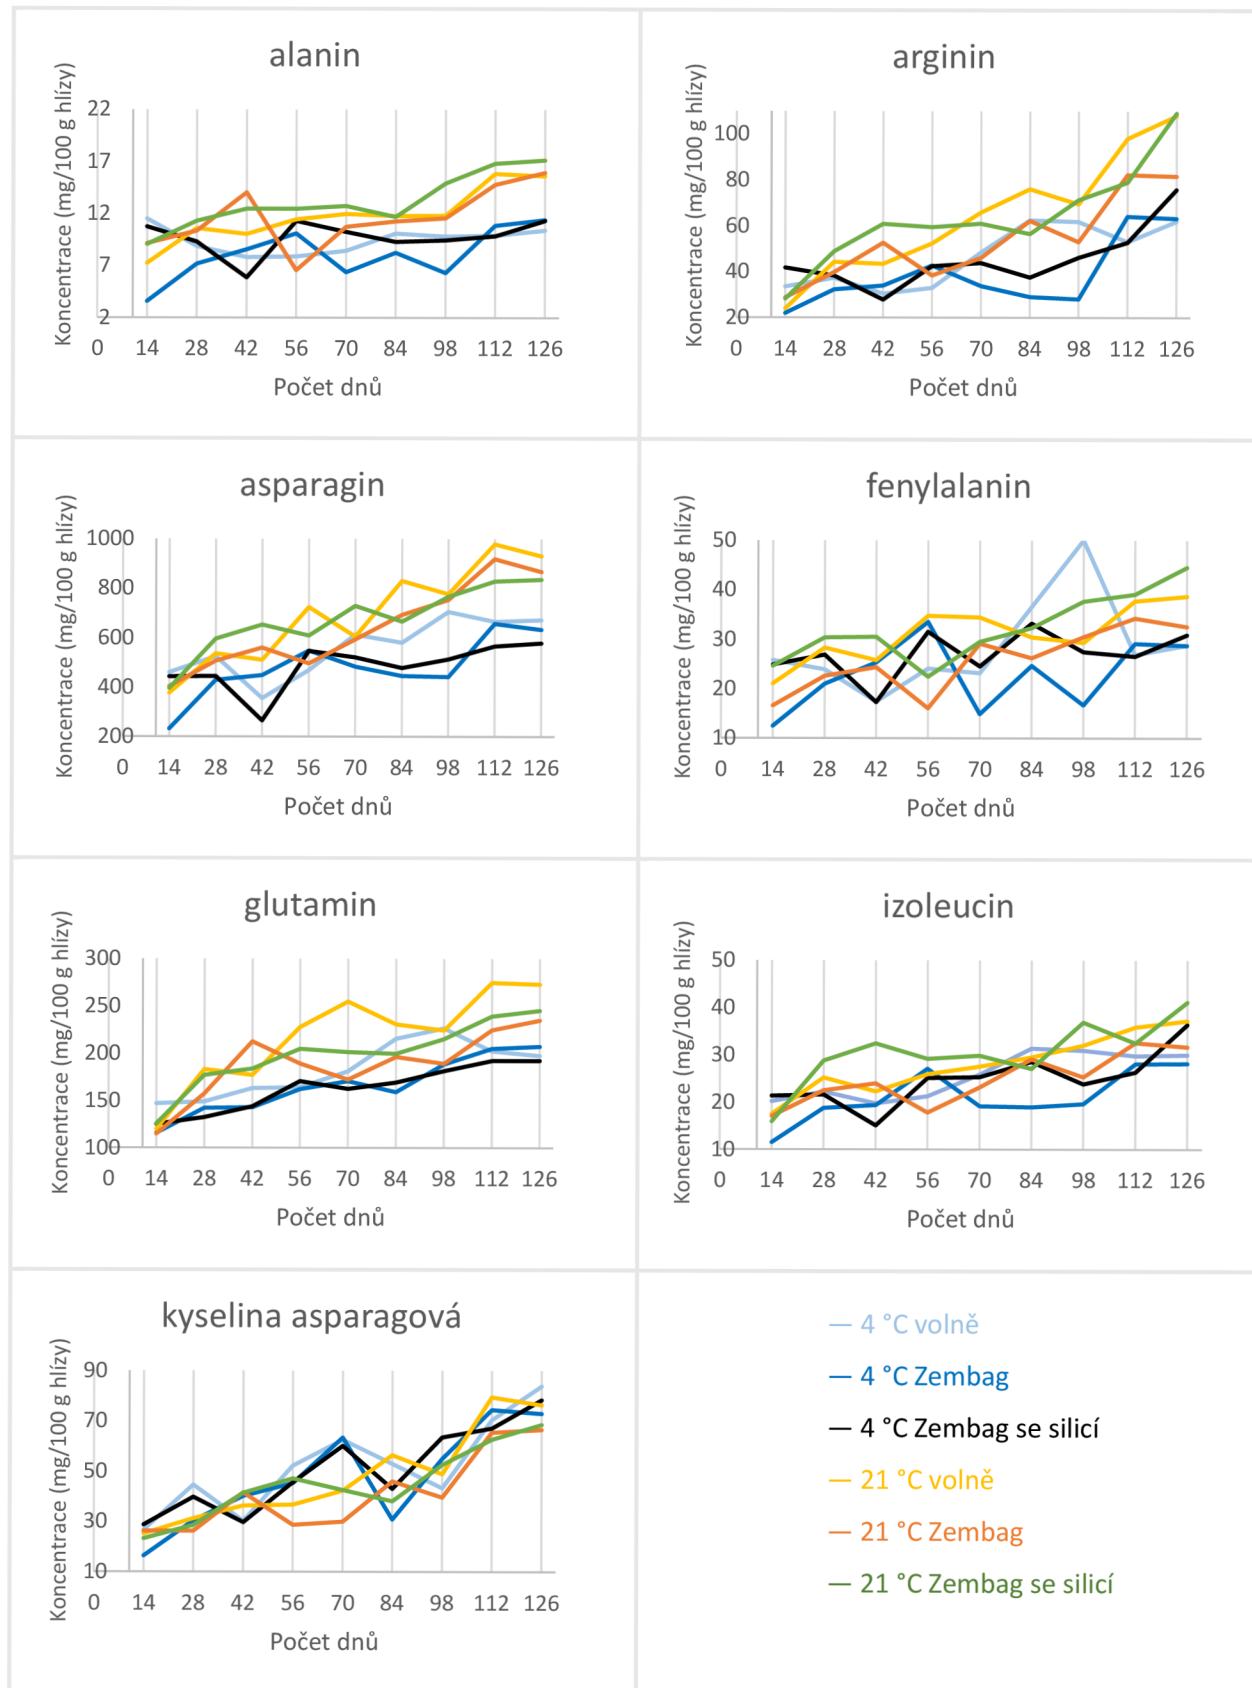 alanin
Koncentrace (mg/100 g hlízy)
22
17
12
7
2
0 14 28 42 56 70 84 98 112 126
Počet dnů
arginin
Koncentrace (mg/100 g hlízy)
100
80
60
40
20
0 14 28 42 56 70 84 98 112 126
Počet dnů
asparagin
Koncentrace (mg/100 g hlízy)
1000
800
600
400
200
0 14 28 42 56 70 84 98 112 126
Počet dnů
fenylalanin
Koncentrace (mg/100 g hlízy)
50
40
30
20
10
0 14 28 42 56 70 84 98 112 126
Počet dnů
glutamin
Koncentrace (mg/100 g hlízy)
300
250
200
150
100
0 14 28 42 56 70 84 98 112 126
Počet dnů
izoleucin
Koncentrace (mg/100 g hlízy)
50
40
30
20
10
0 14 28 42 56 70 84 98 112 126
Počet dnů
kyselina asparagová
Koncentrace (mg/100 g hlízy)
90
70
50
30
10
0 14 28 42 56 70 84 98 112 126
Počet dnů
— 4 °C volně
— 4 °C Zembag
— 4 °C Zembag se silicí
— 21 °C volně
— 21 °C Zembag
— 21 °C Zembag se silicí